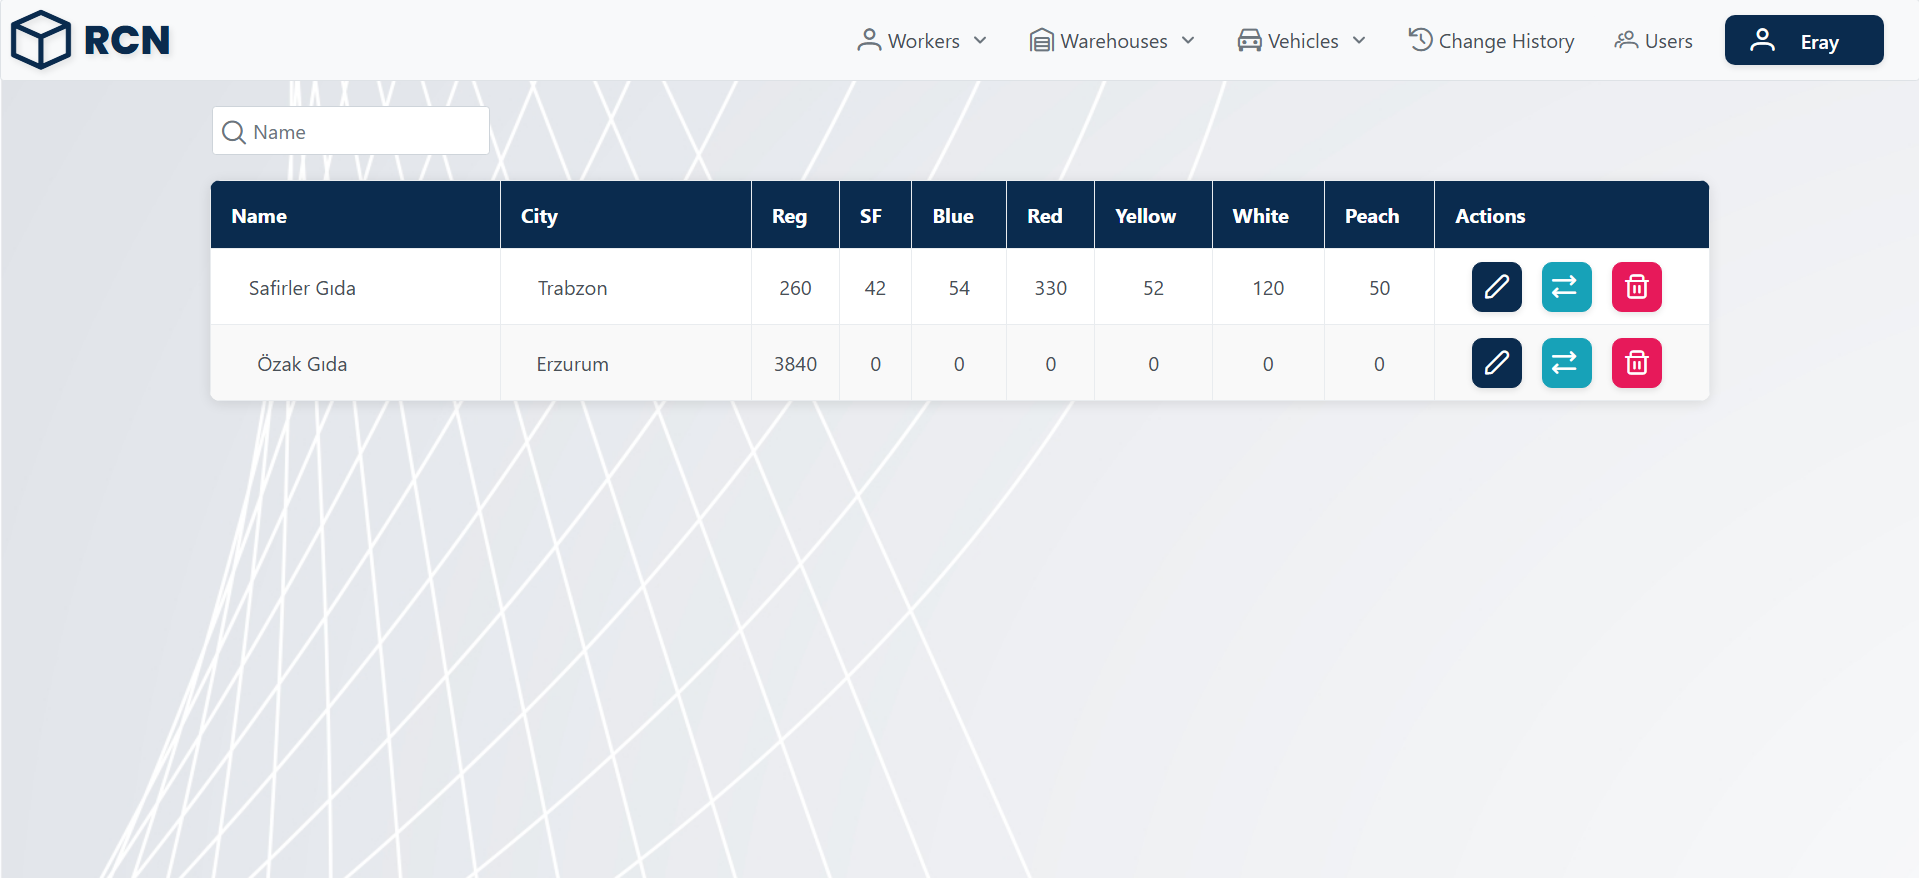 RCN Workers Warehouses Vehicles Change History Users Eray
Name
Name City Reg SF Blue Red Yellow White Peach Actions
Safirler Gıda Trabzon 260 42 54 330 52 120 50
Özak Gıda Erzurum 3840 0 0 0 0 0 0